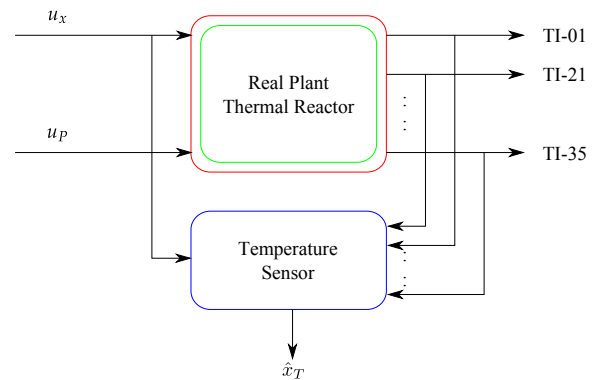 u_x
TI-01
Real Plant
Thermal Reactor
TI-21
u_P
TI-35
Temperature
Sensor
x̂_T